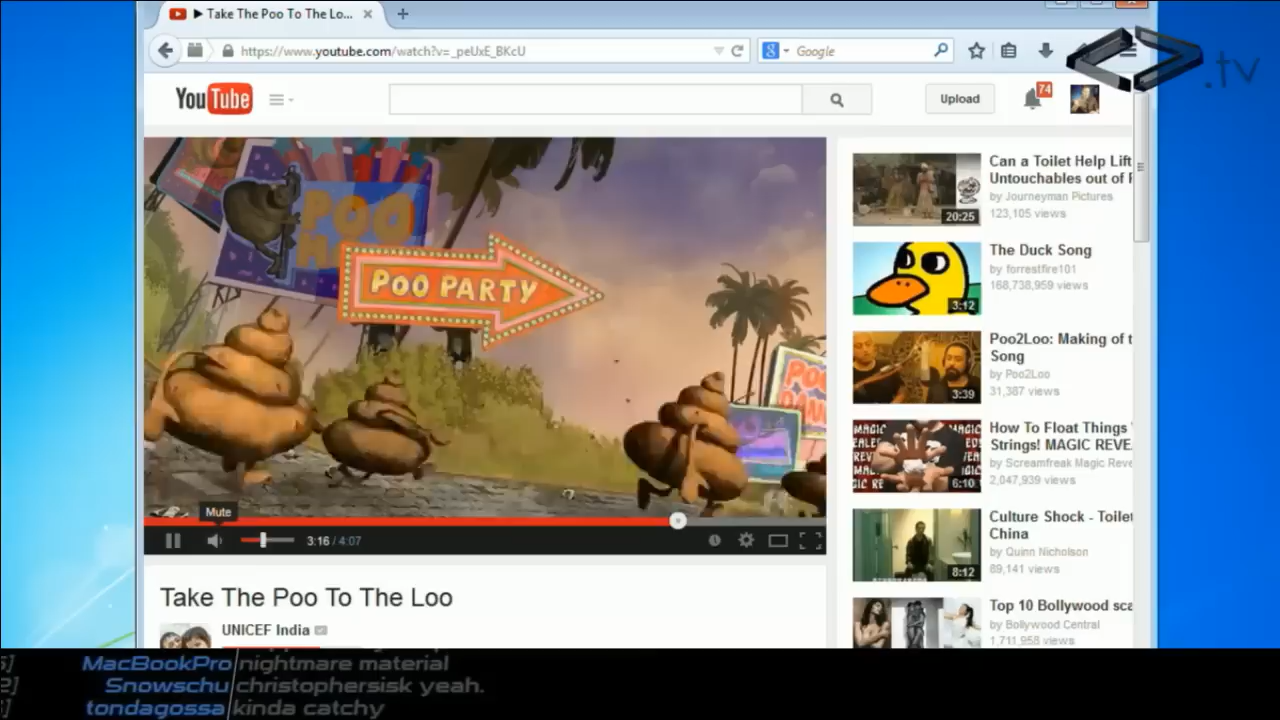 ▶ Take The Poo To The Lo...
https://www.youtube.com/watch?v=_peUxE_BKcU
Google
.tv
YouTube
Upload
74
POO
POO PARTY
POO
Can a Toilet Help Lift
Untouchables out of
by Journeyman Pictures
123,105 views
20:25
The Duck Song
by forrestfire101
168,738,959 views
3:12
Poo2Loo: Making of t
Song
by Poo2Loo
31,387 views
3:39
How To Float Things
Strings! MAGIC REVEA
by Screamfreak Magic Reve
2,047,939 views
6:10
Culture Shock - Toilet
China
by Quinn Nicholson
89,141 views
8:12
Top 10 Bollywood sca
by Bollywood Central
1,711,958 views
Mute
3:16 / 4:07
Take The Poo To The Loo
UNICEF India
MacBookPro nightmare material
Snowschu christophersisk yeah.
tondagossa kinda catchy